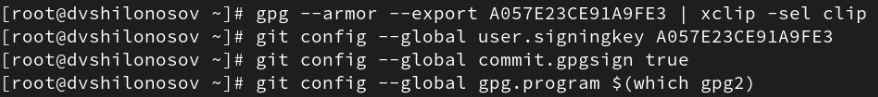 [root@dvshilonosov ~]# gpg --armor --export A057E23CE91A9FE3 | xclip -sel clip
[root@dvshilonosov ~]# git config --global user.signingkey A057E23CE91A9FE3
[root@dvshilonosov ~]# git config --global commit.gpgsign true
[root@dvshilonosov ~]# git config --global gpg.program $(which gpg2)